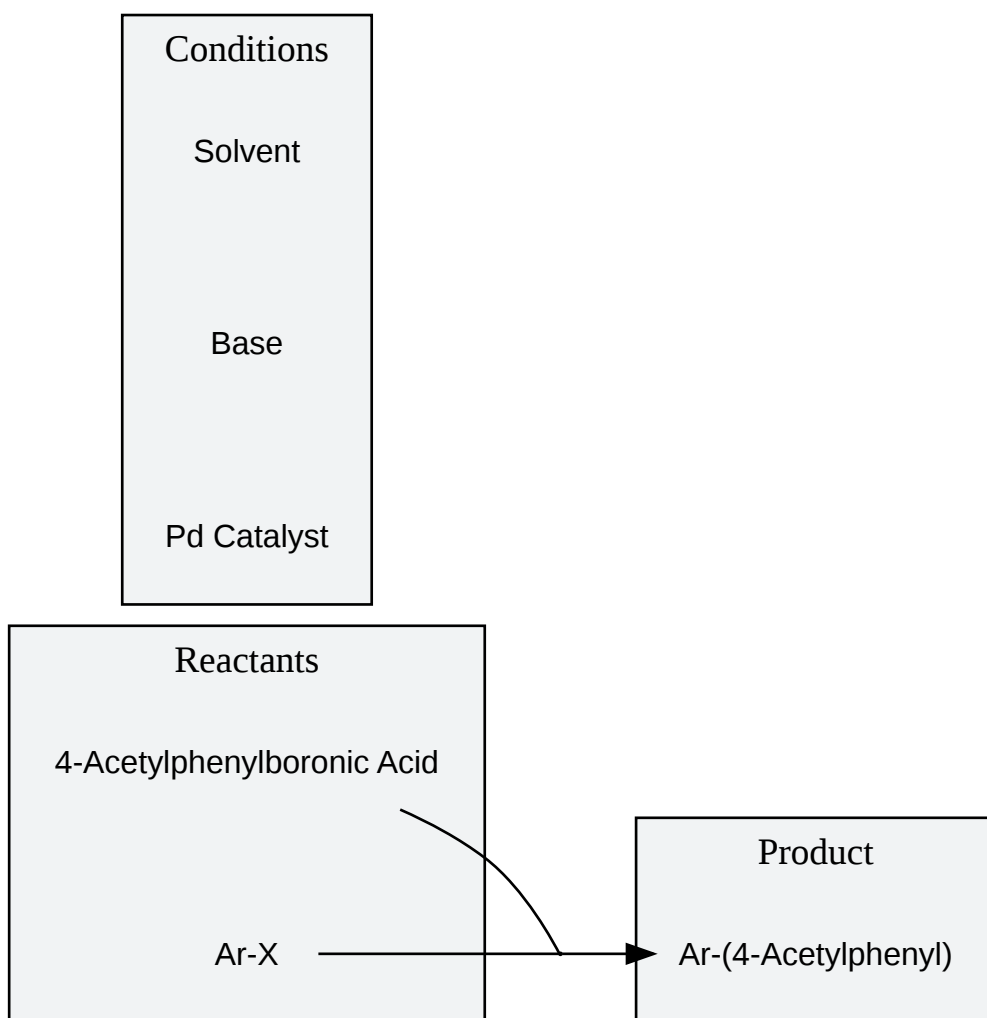 Conditions
Solvent
Base
Pd Catalyst
Reactants
4-Acetylphenylboronic Acid
Ar-X
Product
Ar-(4-Acetylphenyl)